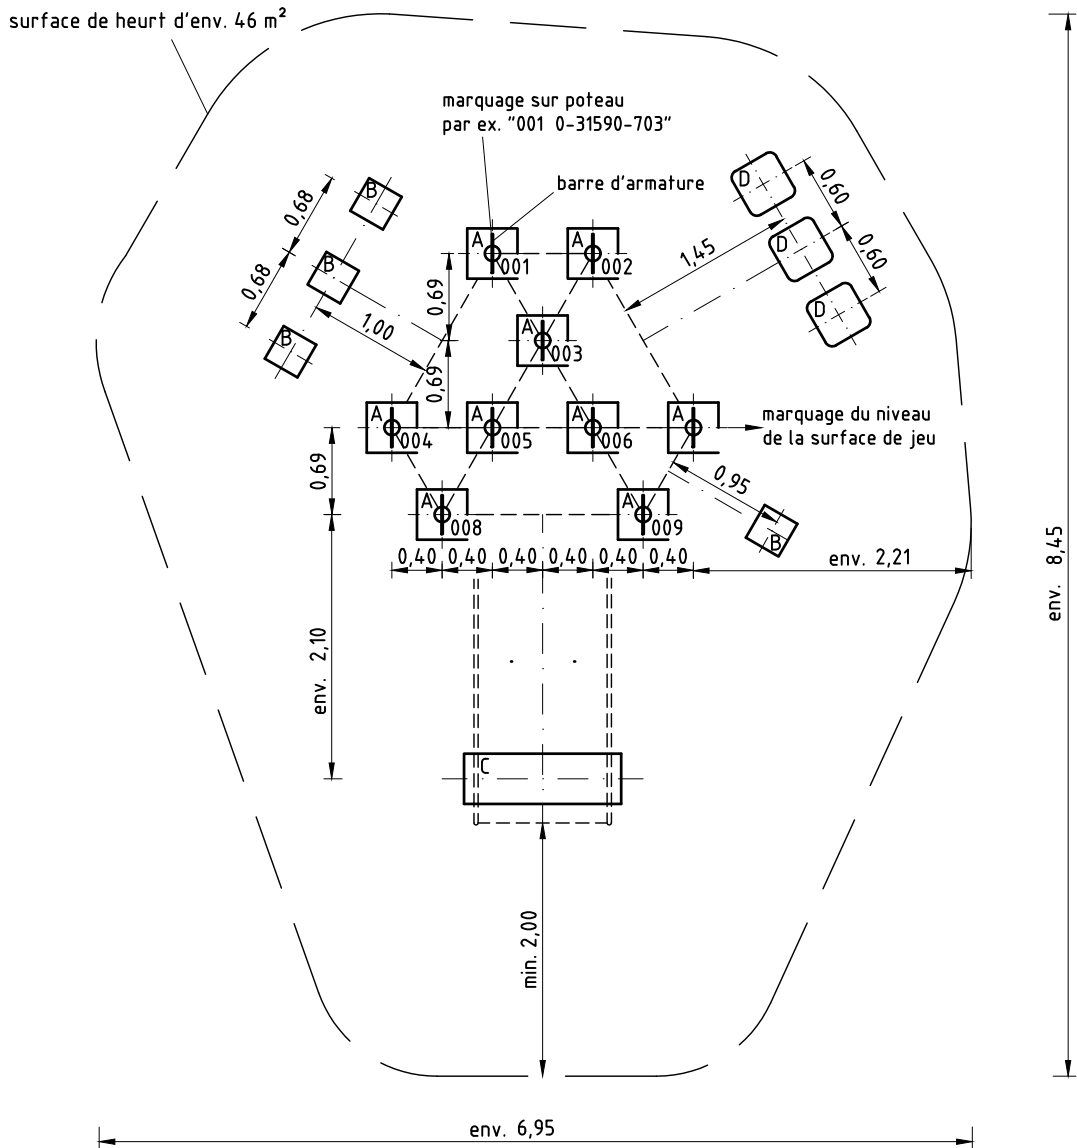 surface de heurt d'env. 46 m²
marquage sur poteau
par ex. "001 0-31590-703"
barre d'armature
B
D
0,68
0,60
A
A
D
001
002
1,45
0,60
B
0,68
0,69
D
1,00
A
003
B
0,69
A
A
A
A
marquage du niveau
de la surface de jeu
004
005
006
0,69
0,95
A
A
008
009
B
0,40
0,40
0,40
0,40
0,40
0,40
env. 2,21
env. 8,45
env. 2,10
C
min. 2,00
env. 6,95